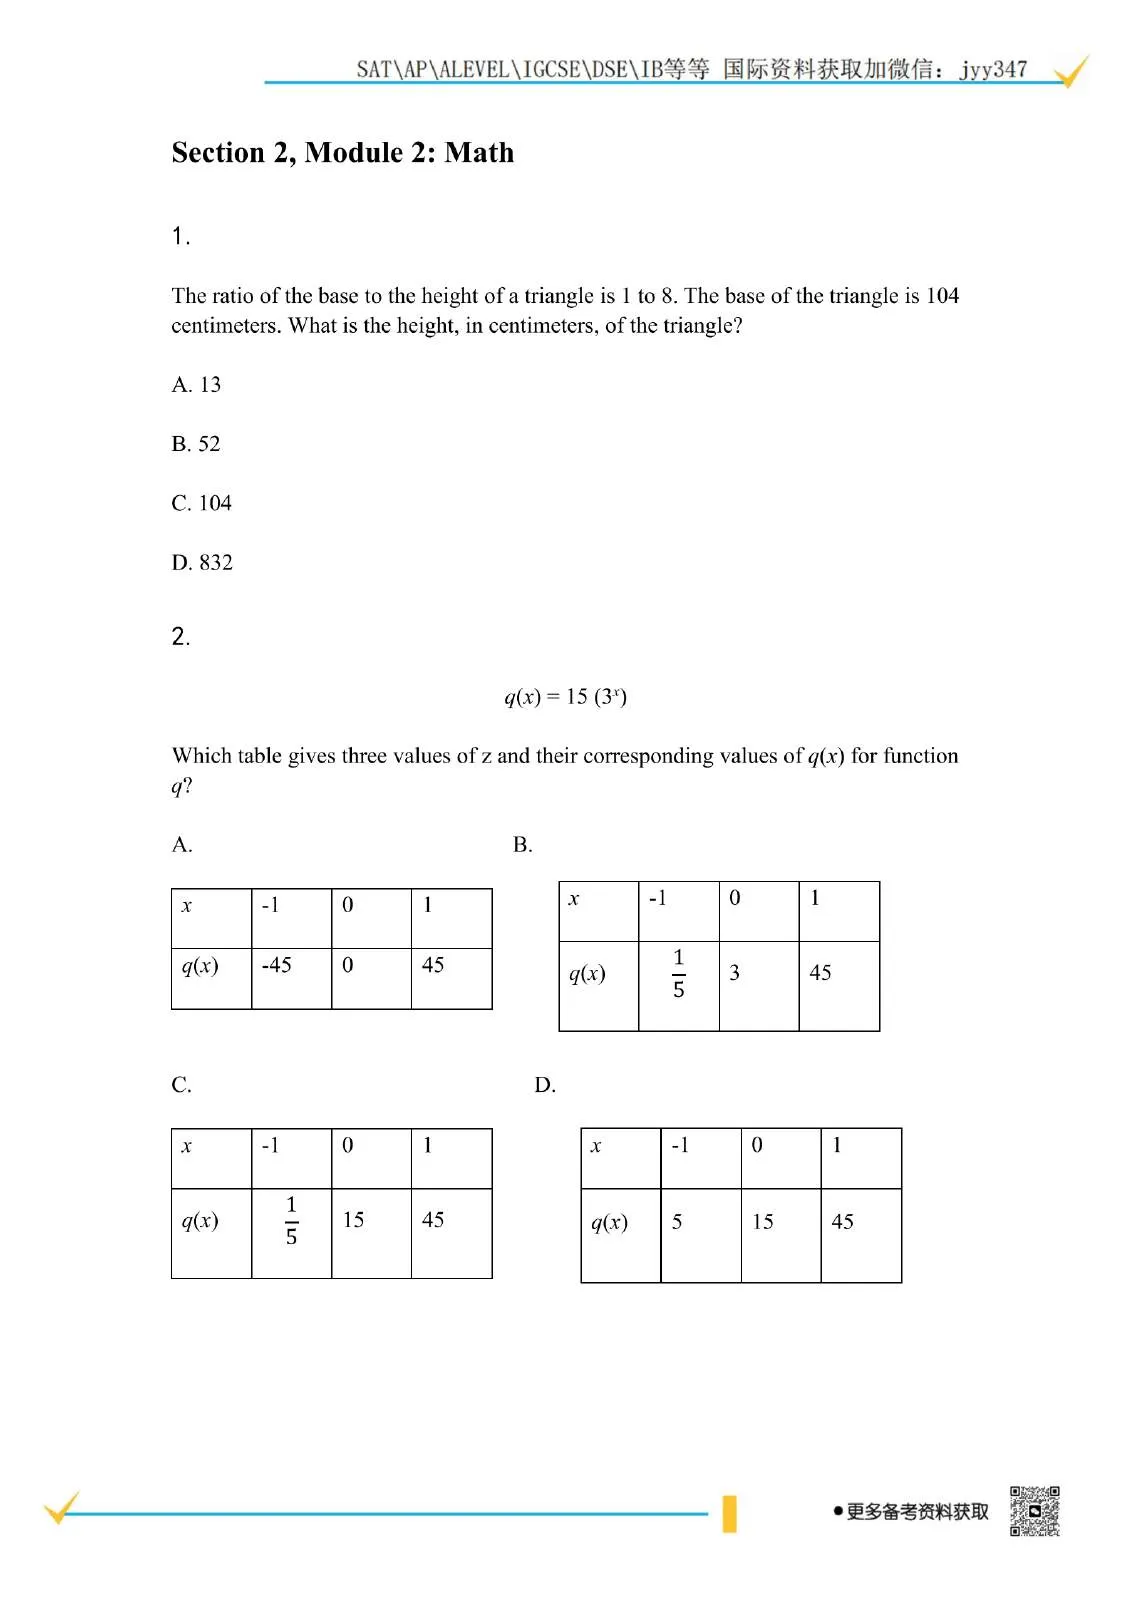 SAT\AP\ALEVEL\IGCSE\DSE\IB等等 国际资料获取加微信：jyy347
Section 2, Module 2: Math
1.
The ratio of the base to the height of a triangle is 1 to 8. The base of the triangle is 104
centimeters. What is the height, in centimeters, of the triangle?
A. 13
B. 52
C. 104
D. 832
2.
q(x) = 15 (3ˣ)
Which table gives three values of z and their corresponding values of q(x) for function
q?
A. B.
x -1 0 1
q(x) -45 0 45
x -1 0 1
q(x) 1/5 3 45
C. D.
x -1 0 1
q(x) 1/5 15 45
x -1 0 1
q(x) 5 15 45
●更多备考资料获取